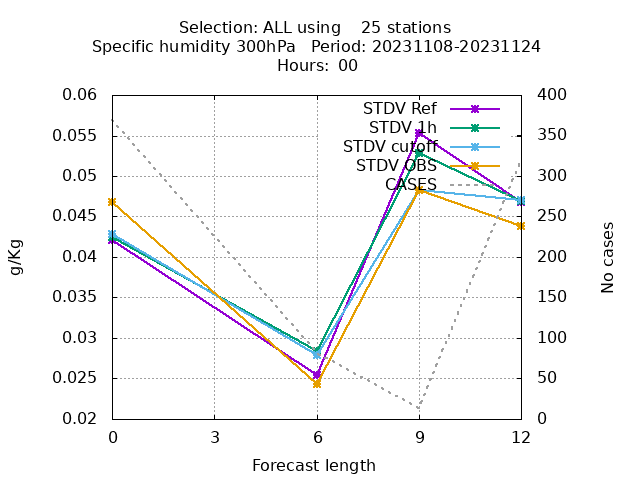 Selection: ALL using    25 stations
Specific humidity 300hPa   Period: 20231108-20231124
Hours:  00
0.06
0.055
0.05
0.045
0.04
0.035
0.03
0.025
0.02
g/Kg
STDV Ref
STDV 1h
STDV cutoff
STDV OBS
CASES
400
350
300
250
200
150
100
50
0
No cases
0 3 6 9 12
Forecast length